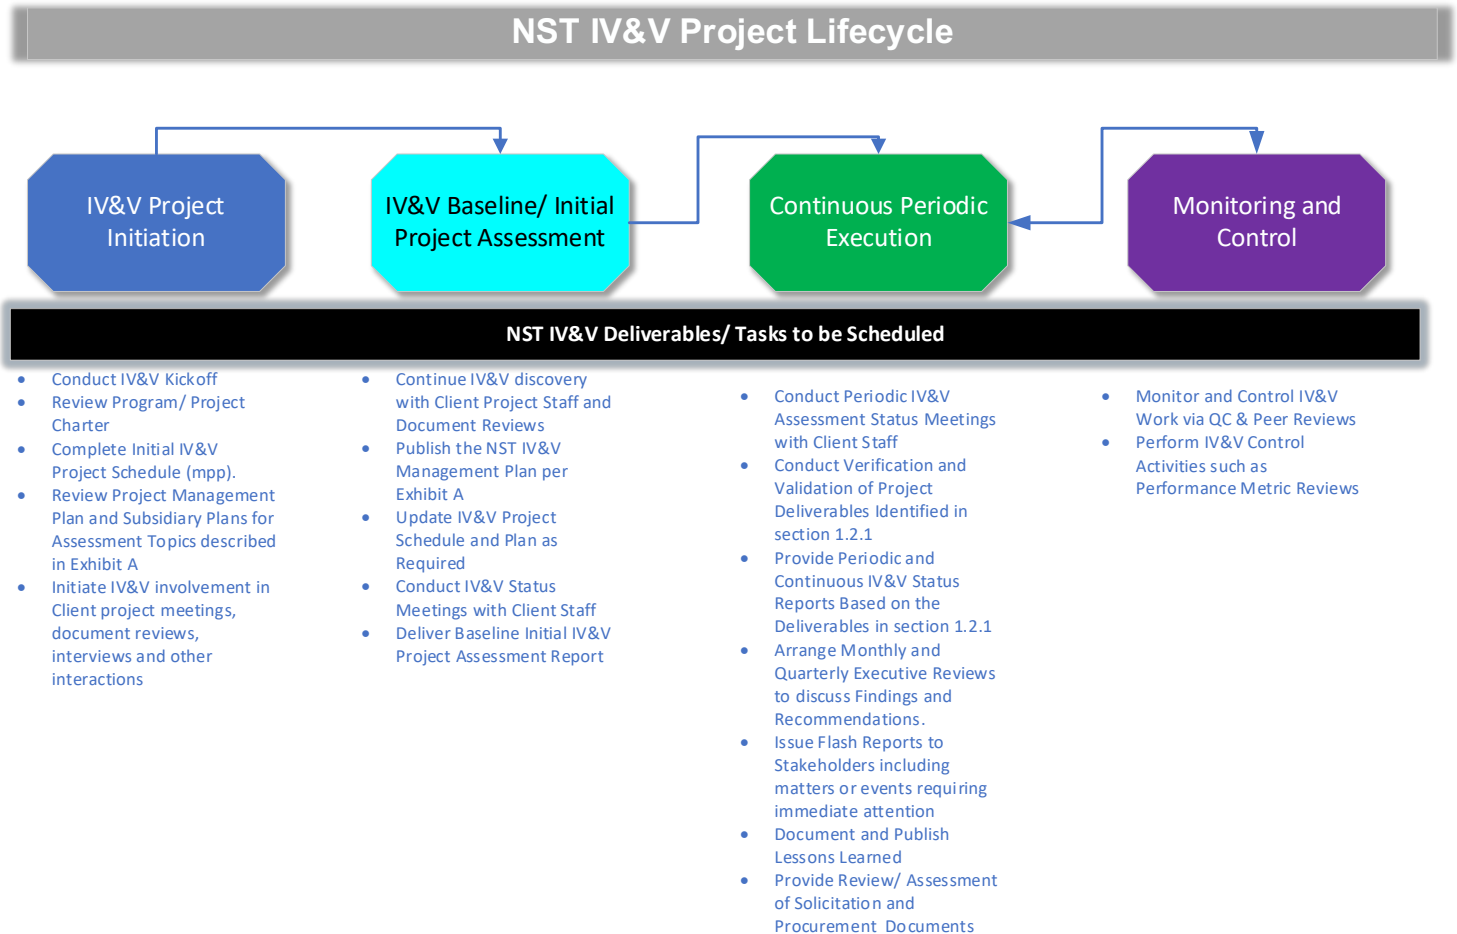 NST IV&V Project Lifecycle
IV&V Project
Initiation
IV&V Baseline/ Initial
Project Assessment
Continuous Periodic
Execution
Monitoring and
Control
NST IV&V Deliverables/ Tasks to be Scheduled
• Conduct IV&V Kickoff
• Review Program/ Project
Charter
• Complete Initial IV&V
Project Schedule (mpp).
• Review Project Management
Plan and Subsidiary Plans for
Assessment Topics described
in Exhibit A
• Initiate IV&V involvement in
Client project meetings,
document reviews,
interviews and other
interactions
• Continue IV&V discovery
with Client Project Staff and
Document Reviews
• Publish the NST IV&V
Management Plan per
Exhibit A
• Update IV&V Project
Schedule and Plan as
Required
• Conduct IV&V Status
Meetings with Client Staff
• Deliver Baseline Initial IV&V
Project Assessment Report
• Conduct Periodic IV&V
Assessment Status Meetings
with Client Staff
• Conduct Verification and
Validation of Project
Deliverables Identified in
section 1.2.1
• Provide Periodic and
Continuous IV&V Status
Reports Based on the
Deliverables in section 1.2.1
• Arrange Monthly and
Quarterly Executive Reviews
to discuss Findings and
Recommendations.
• Issue Flash Reports to
Stakeholders including
matters or events requiring
immediate attention
• Document and Publish
Lessons Learned
• Provide Review/ Assessment
of Solicitation and
Procurement Documents
• Monitor and Control IV&V
Work via QC & Peer Reviews
• Perform IV&V Control
Activities such as
Performance Metric Reviews